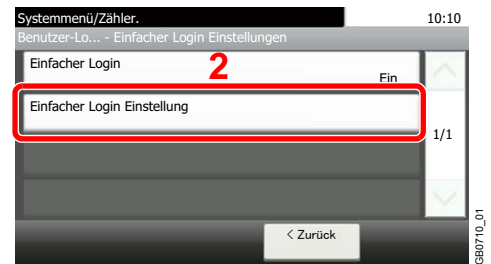 Systemmenü/Zähler. 10:10
Benutzer-Lo... - Einfacher Login Einstellungen
Einfacher Login
2
Ein
Einfacher Login Einstellung
1/1
< Zurück
GB0710_01